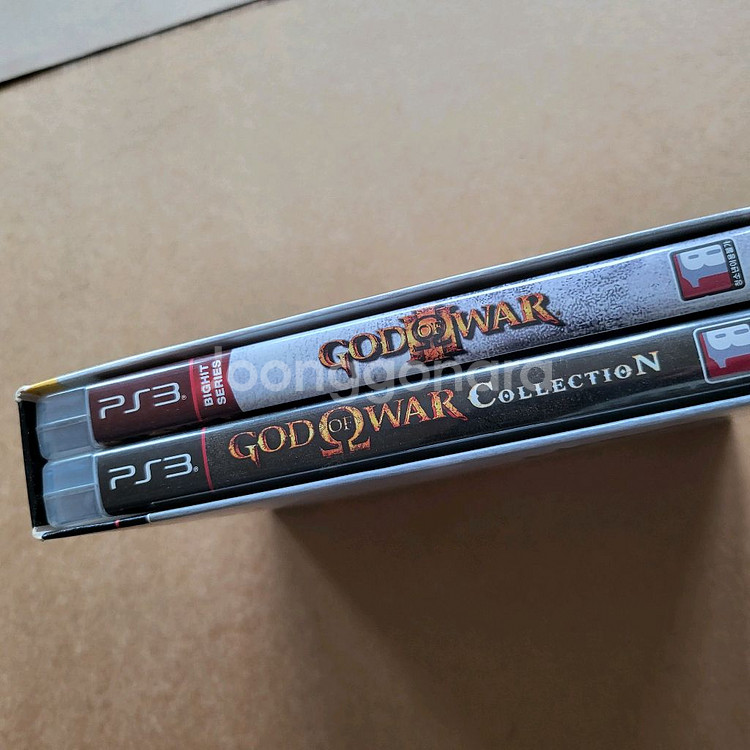 PS3
BIGHIT
SERIES
GOD OF WAR
III
18
청소년이용불가
joonggonara
PS3
GOD OF WAR COLLECTION
18